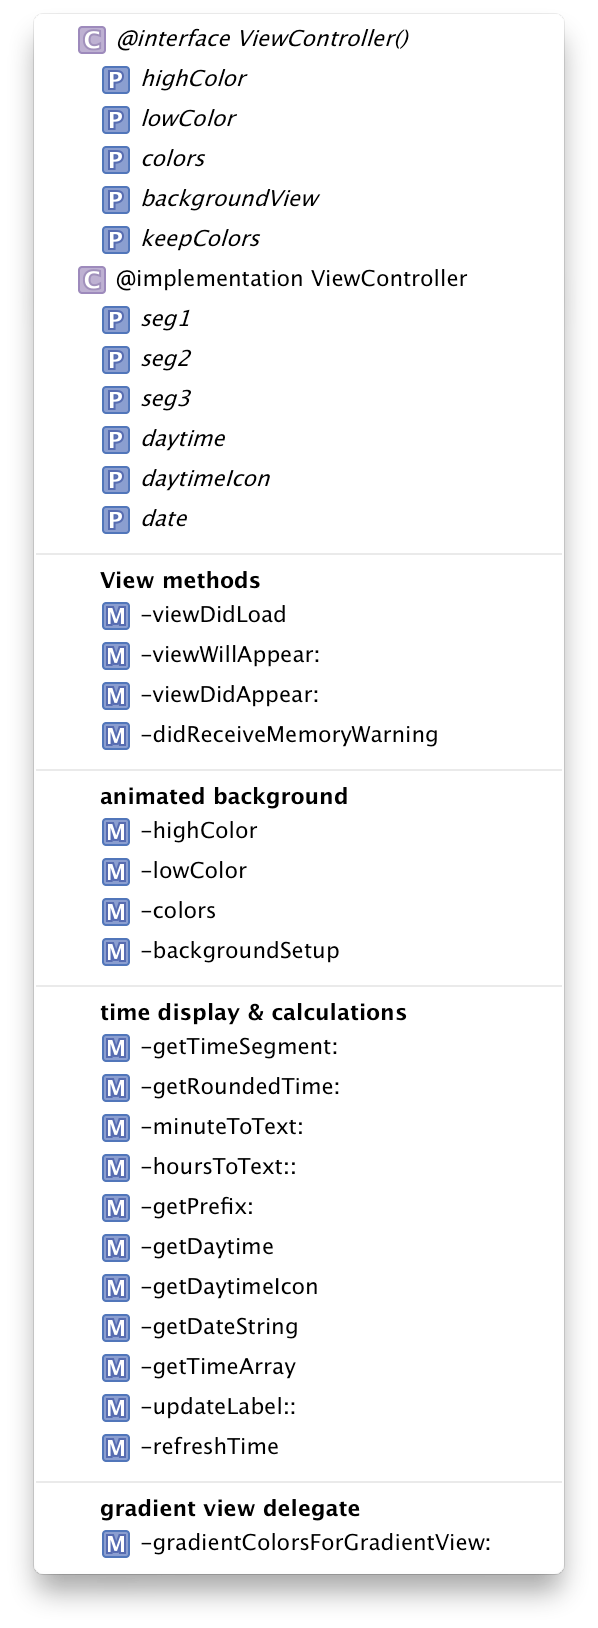 C @interface ViewController()
P highColor
P lowColor
P colors
P backgroundView
P keepColors
C @implementation ViewController
P seg1
P seg2
P seg3
P daytime
P daytimeIcon
P date
View methods
M -viewDidLoad
M -viewWillAppear:
M -viewDidAppear:
M -didReceiveMemoryWarning
animated background
M -highColor
M -lowColor
M -colors
M -backgroundSetup
time display & calculations
M -getTimeSegment:
M -getRoundedTime:
M -minuteToText:
M -hoursToText::
M -getPrefix:
M -getDaytime
M -getDaytimeIcon
M -getDateString
M -getTimeArray
M -updateLabel::
M -refreshTime
gradient view delegate
M -gradientColorsForGradientView: